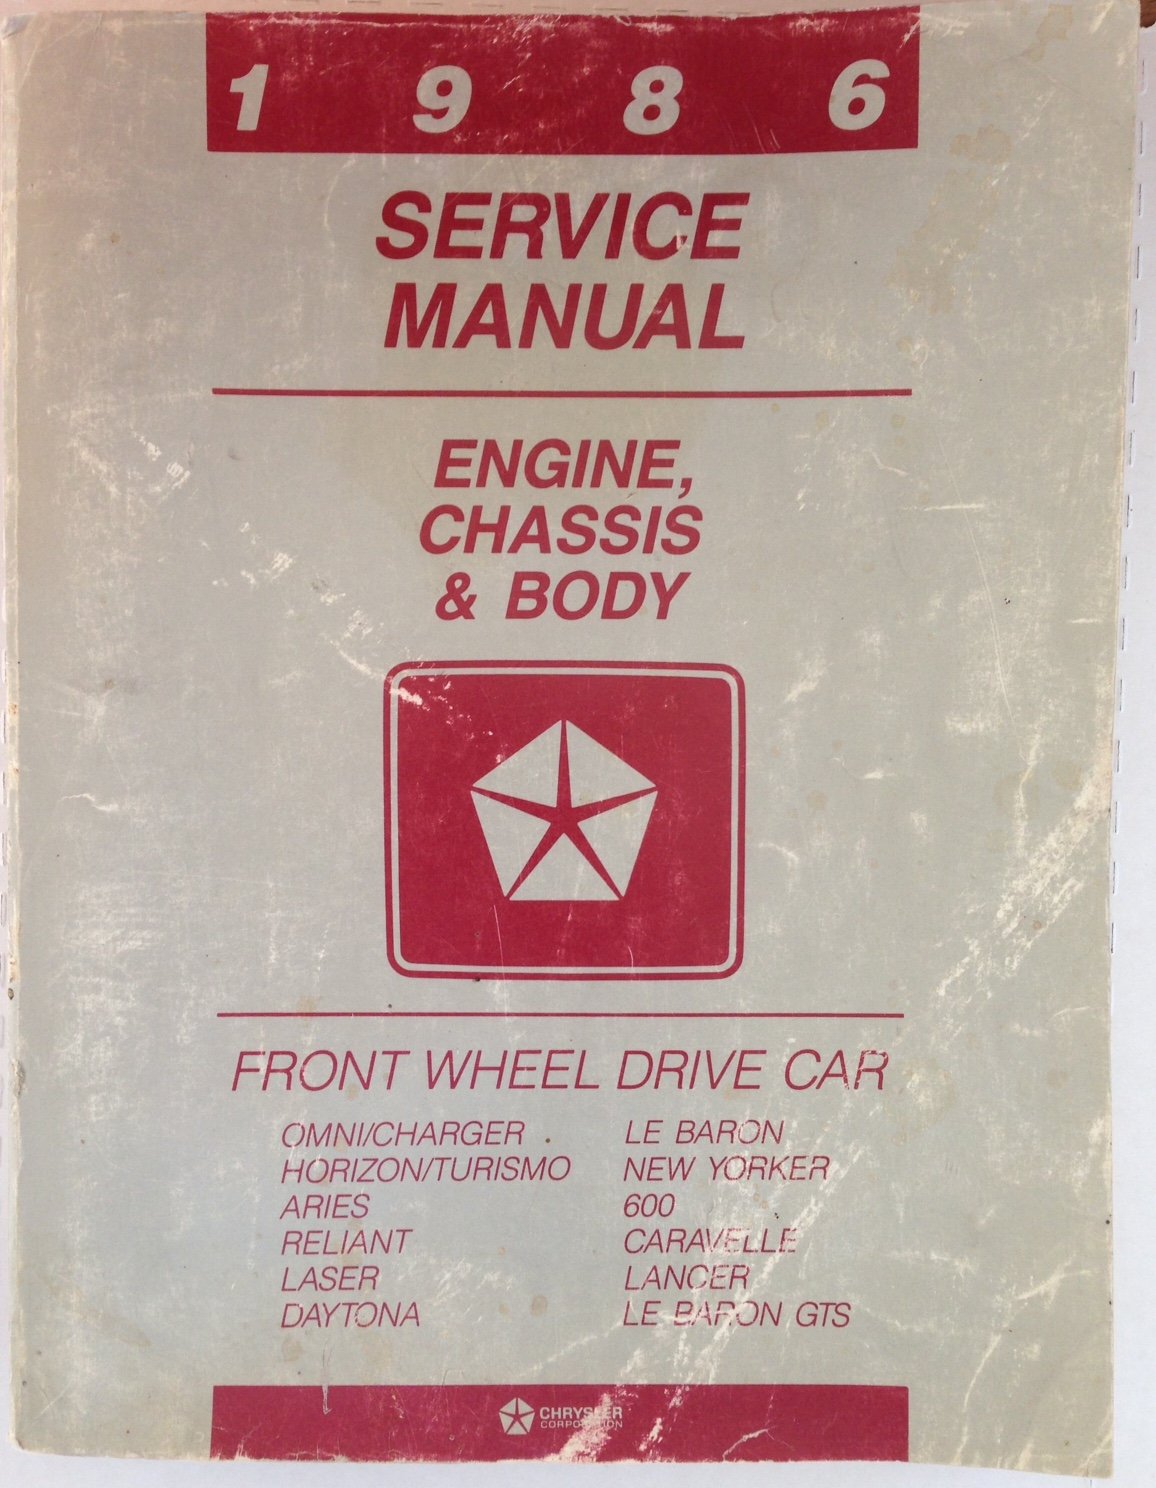 1 9 8 6
SERVICE
MANUAL
ENGINE,
CHASSIS
& BODY
FRONT WHEEL DRIVE CAR
OMNI/CHARGER
HORIZON/TURISMO
ARIES
RELIANT
LASER
DAYTONA
LE BARON
NEW YORKER
600
CARAVELLE
LANCER
LE BARON GTS
CHRYSLER
CORPORATION